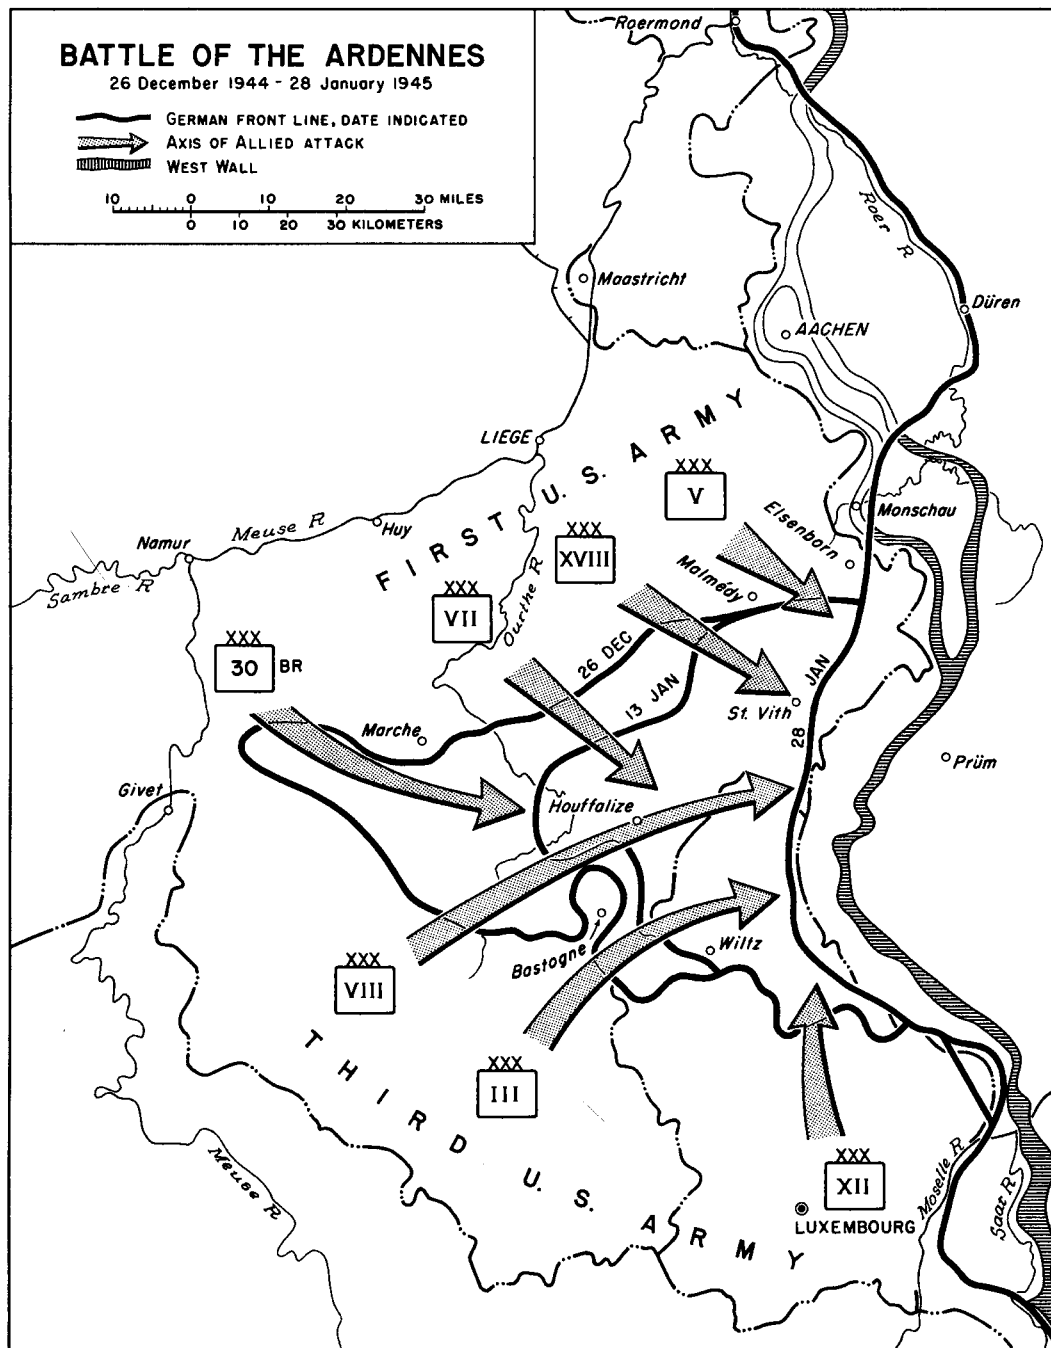 BATTLE OF THE ARDENNES
26 December 1944 - 28 January 1945
GERMAN FRONT LINE, DATE INDICATED
AXIS OF ALLIED ATTACK
WEST WALL
10 0 10 20 30 MILES
0 10 20 30 KILOMETERS
Roermond
Roer R
Maastricht
Düren
AACHEN
LIEGE
FIRST U. S. ARMY
XXX
V
Meuse R
Huy
Monschau
Elsenborn
XXX
XVIII
Namur
Sambre R
Malmédy
XXX
VII
Ourthe R
XXX
30 BR
26 DEC
13 JAN
28 JAN
St. Vith
Marche
Prüm
Givet
Houffalize
Bastogne
Wiltz
XXX
VIII
THIRD U. S. ARMY
XXX
III
Meuse R
XXX
XII
Moselle R
Saar R
LUXEMBOURG